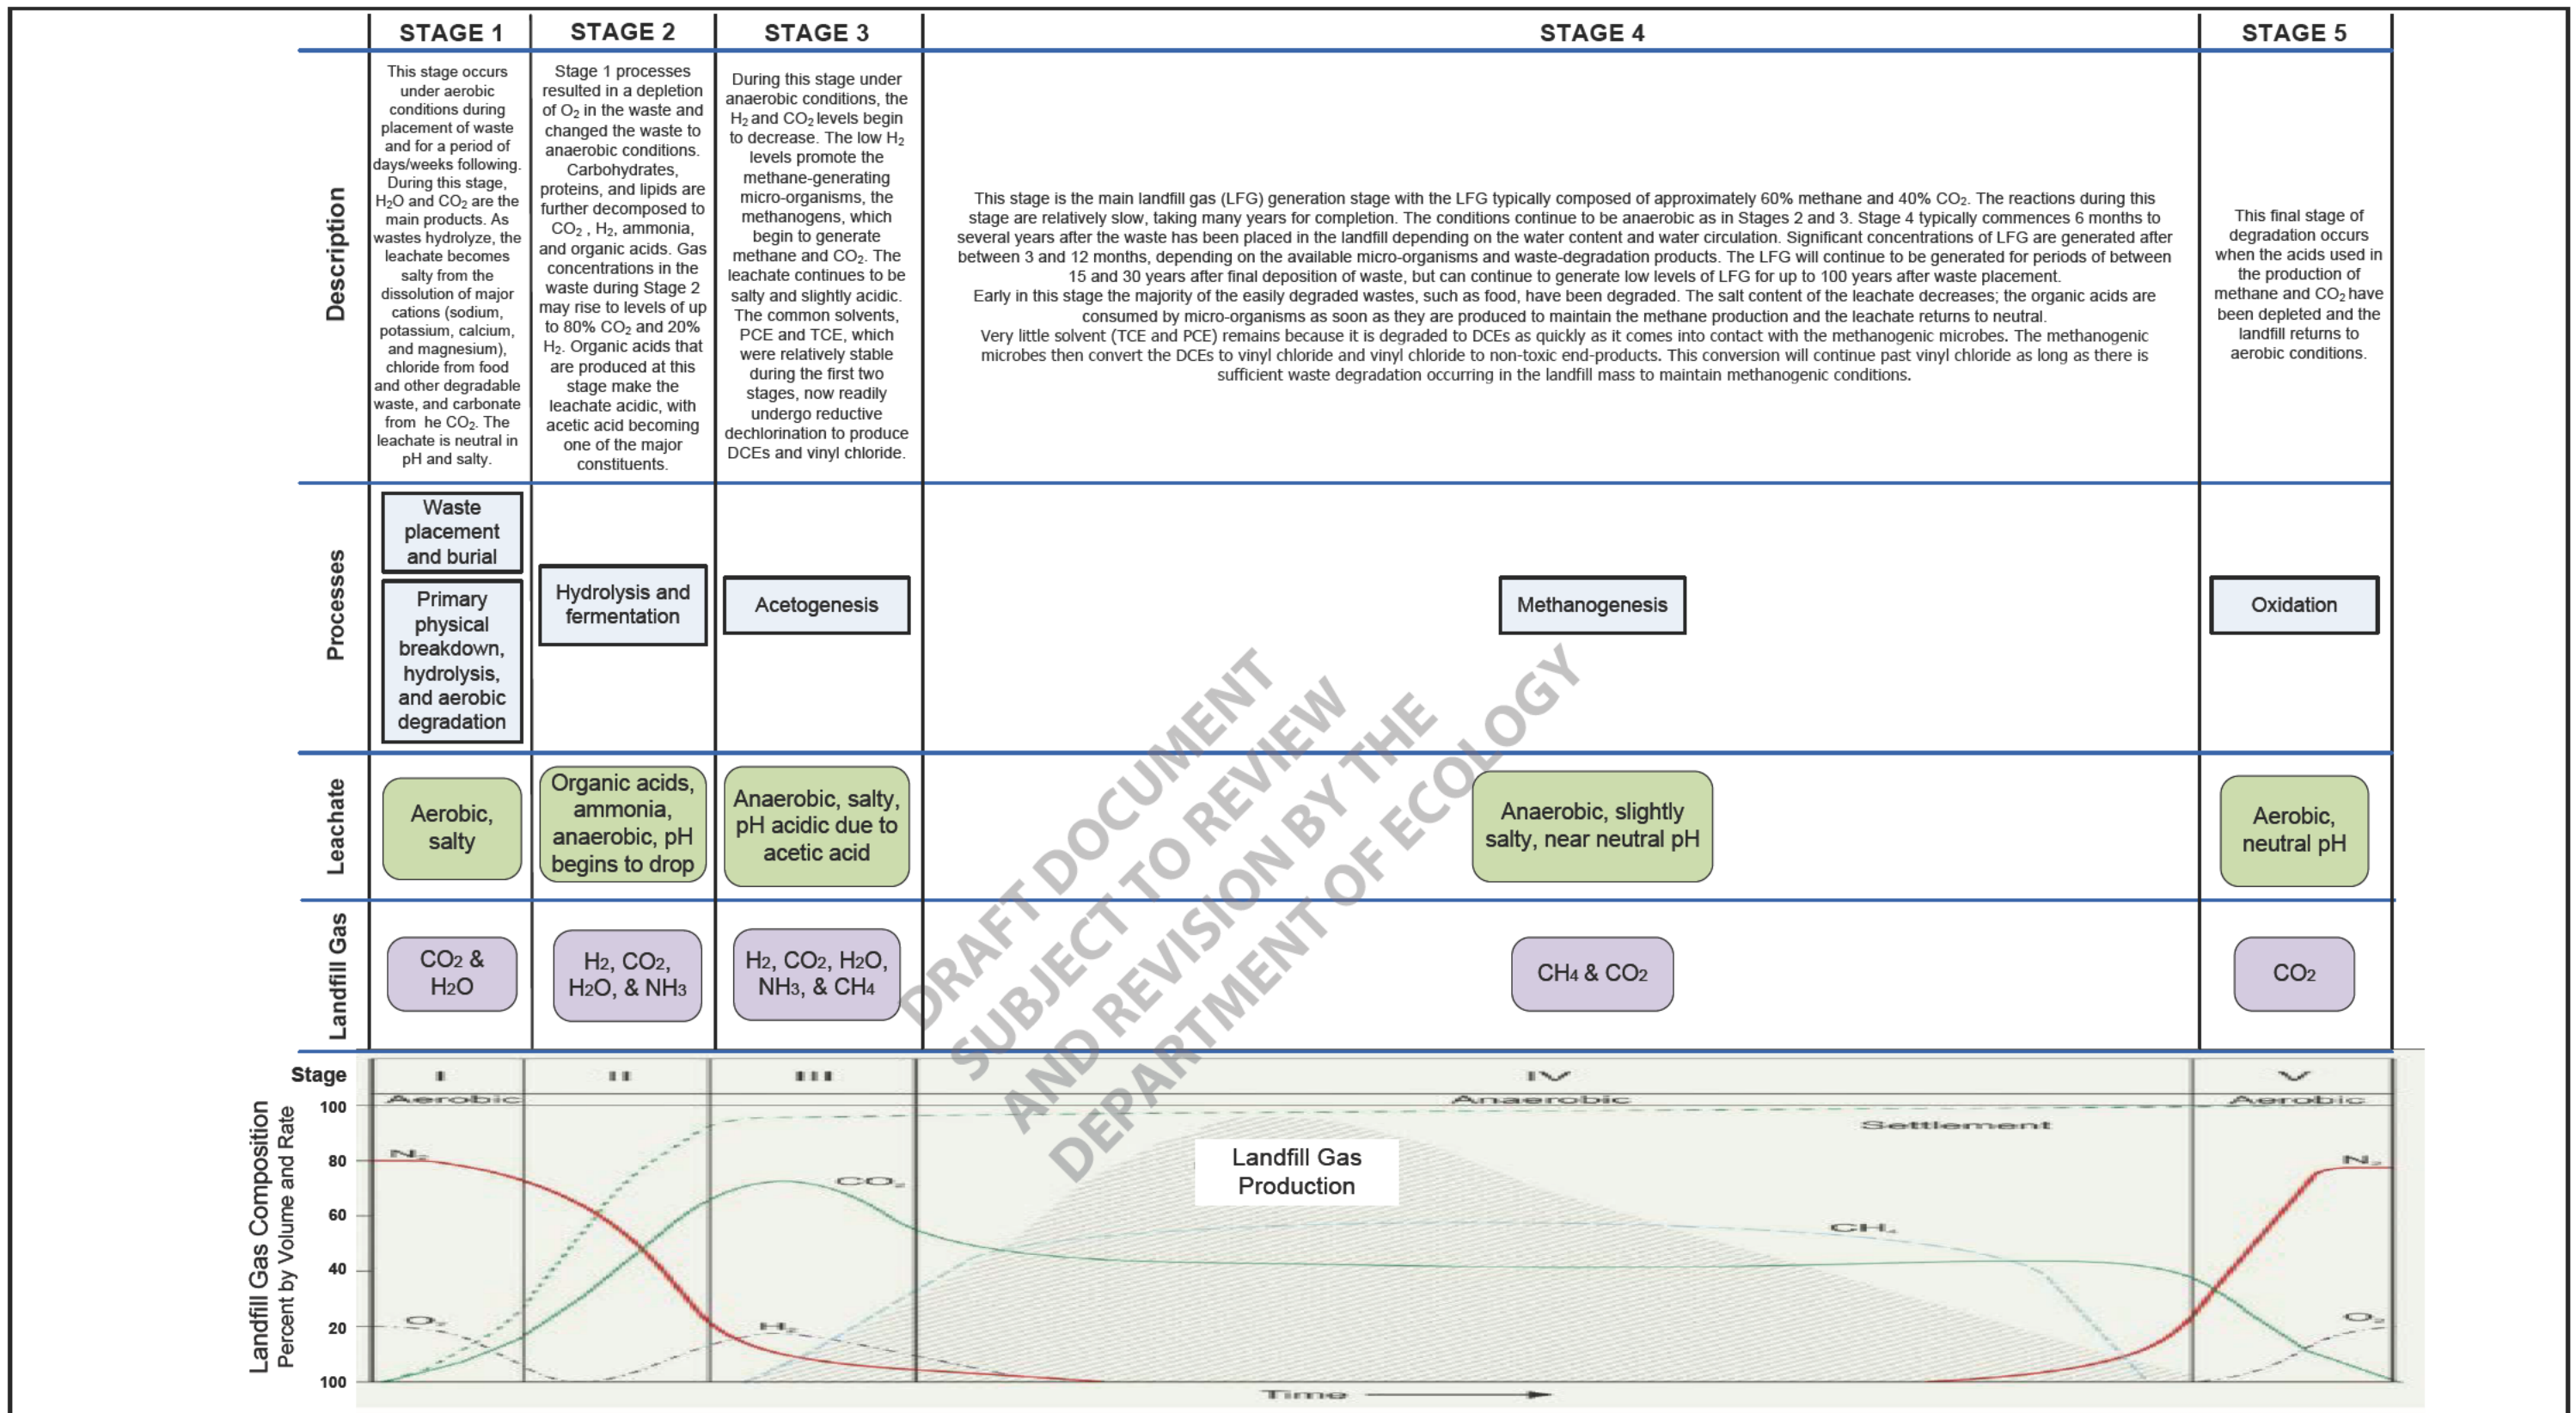 STAGE 1
STAGE 2
STAGE 3
STAGE 4
STAGE 5
Description
This stage occurs
under aerobic
conditions during
placement of waste
and for a period of
days/weeks following.
During this stage,
H₂O and CO₂ are the
main products. As
wastes hydrolyze, the
leachate becomes
salty from the
dissolution of major
cations (sodium,
potassium, calcium,
and magnesium),
chloride from food
and other degradable
waste, and carbonate
from he CO₂. The
leachate is neutral in
pH and salty.
Stage 1 processes
resulted in a depletion
of O₂ in the waste and
changed the waste to
anaerobic conditions.
Carbohydrates,
proteins, and lipids are
further decomposed to
CO₂ , H₂, ammonia,
and organic acids. Gas
concentrations in the
waste during Stage 2
may rise to levels of up
to 80% CO₂ and 20%
H₂. Organic acids that
are produced at this
stage make the
leachate acidic, with
acetic acid becoming
one of the major
constituents.
During this stage under
anaerobic conditions, the
H₂ and CO₂ levels begin
to decrease. The low H₂
levels promote the
methane-generating
micro-organisms, the
methanogens, which
begin to generate
methane and CO₂. The
leachate continues to be
salty and slightly acidic.
The common solvents,
PCE and TCE, which
were relatively stable
during the first two
stages, now readily
undergo reductive
dechlorination to produce
DCEs and vinyl chloride.
This stage is the main landfill gas (LFG) generation stage with the LFG typically composed of approximately 60% methane and 40% CO₂. The reactions during this
stage are relatively slow, taking many years for completion. The conditions continue to be anaerobic as in Stages 2 and 3. Stage 4 typically commences 6 months to
several years after the waste has been placed in the landfill depending on the water content and water circulation. Significant concentrations of LFG are generated after
between 3 and 12 months, depending on the available micro-organisms and waste-degradation products. The LFG will continue to be generated for periods of between
15 and 30 years after final deposition of waste, but can continue to generate low levels of LFG for up to 100 years after waste placement.
Early in this stage the majority of the easily degraded wastes, such as food, have been degraded. The salt content of the leachate decreases; the organic acids are
consumed by micro-organisms as soon as they are produced to maintain the methane production and the leachate returns to neutral.
Very little solvent (TCE and PCE) remains because it is degraded to DCEs as quickly as it comes into contact with the methanogenic microbes. The methanogenic
microbes then convert the DCEs to vinyl chloride and vinyl chloride to non-toxic end-products. This conversion will continue past vinyl chloride as long as there is
sufficient waste degradation occurring in the landfill mass to maintain methanogenic conditions.
This final stage of
degradation occurs
when the acids used in
the production of
methane and CO₂ have
been depleted and the
landfill returns to
aerobic conditions.
Processes
Waste
placement
and burial
Primary
physical
breakdown,
hydrolysis,
and aerobic
degradation
Hydrolysis and
fermentation
Acetogenesis
Methanogenesis
Oxidation
Leachate
Aerobic,
salty
Organic acids,
ammonia,
anaerobic, pH
begins to drop
Anaerobic, salty,
pH acidic due to
acetic acid
Anaerobic, slightly
salty, near neutral pH
Aerobic,
neutral pH
Landfill Gas
CO₂ &
H₂O
H₂, CO₂,
H₂O, & NH₃
H₂, CO₂, H₂O,
NH₃, & CH₄
CH₄ & CO₂
CO₂
DRAFT DOCUMENT
SUBJECT TO REVIEW
AND REVISION BY THE
DEPARTMENT OF ECOLOGY
Stage
I
II
III
IV
V
Aerobic
Anaerobic
Aerobic
Landfill Gas Composition
Percent by Volume and Rate
100
80
60
40
20
100
N₂
O₂
H₂
CO₂
Landfill Gas
Production
Settlement
CH₄
N₂
O₂
Time